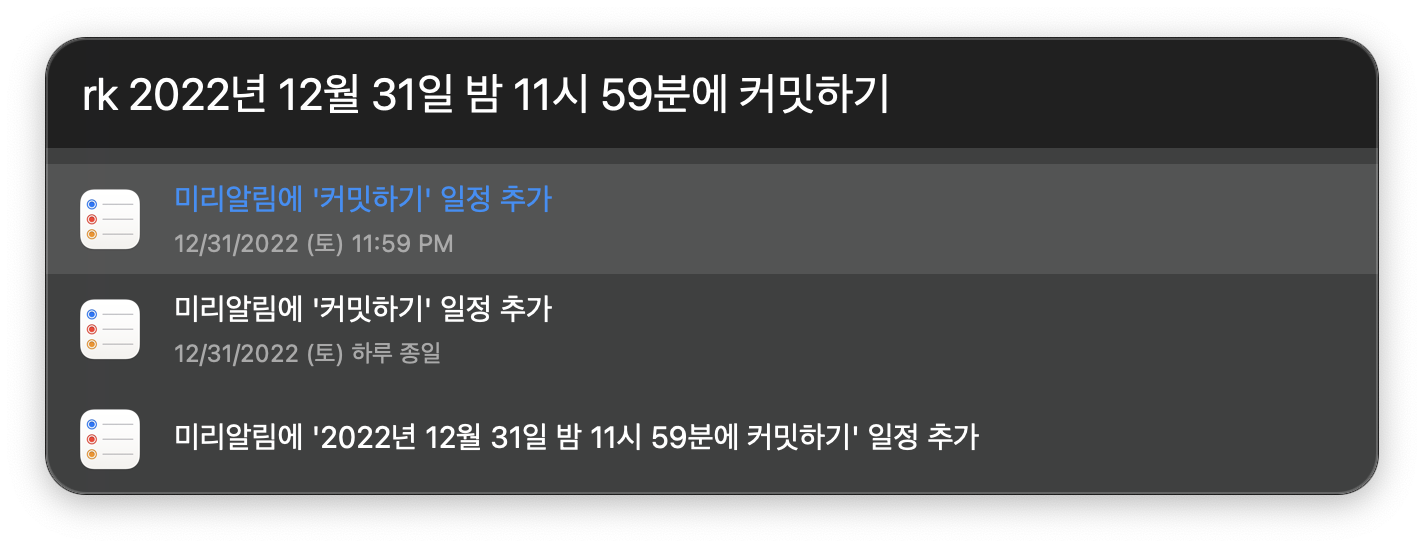 rk 2022년 12월 31일 밤 11시 59분에 커밋하기
미리알림에 '커밋하기' 일정 추가
12/31/2022 (토) 11:59 PM
미리알림에 '커밋하기' 일정 추가
12/31/2022 (토) 하루 종일
미리알림에 '2022년 12월 31일 밤 11시 59분에 커밋하기' 일정 추가